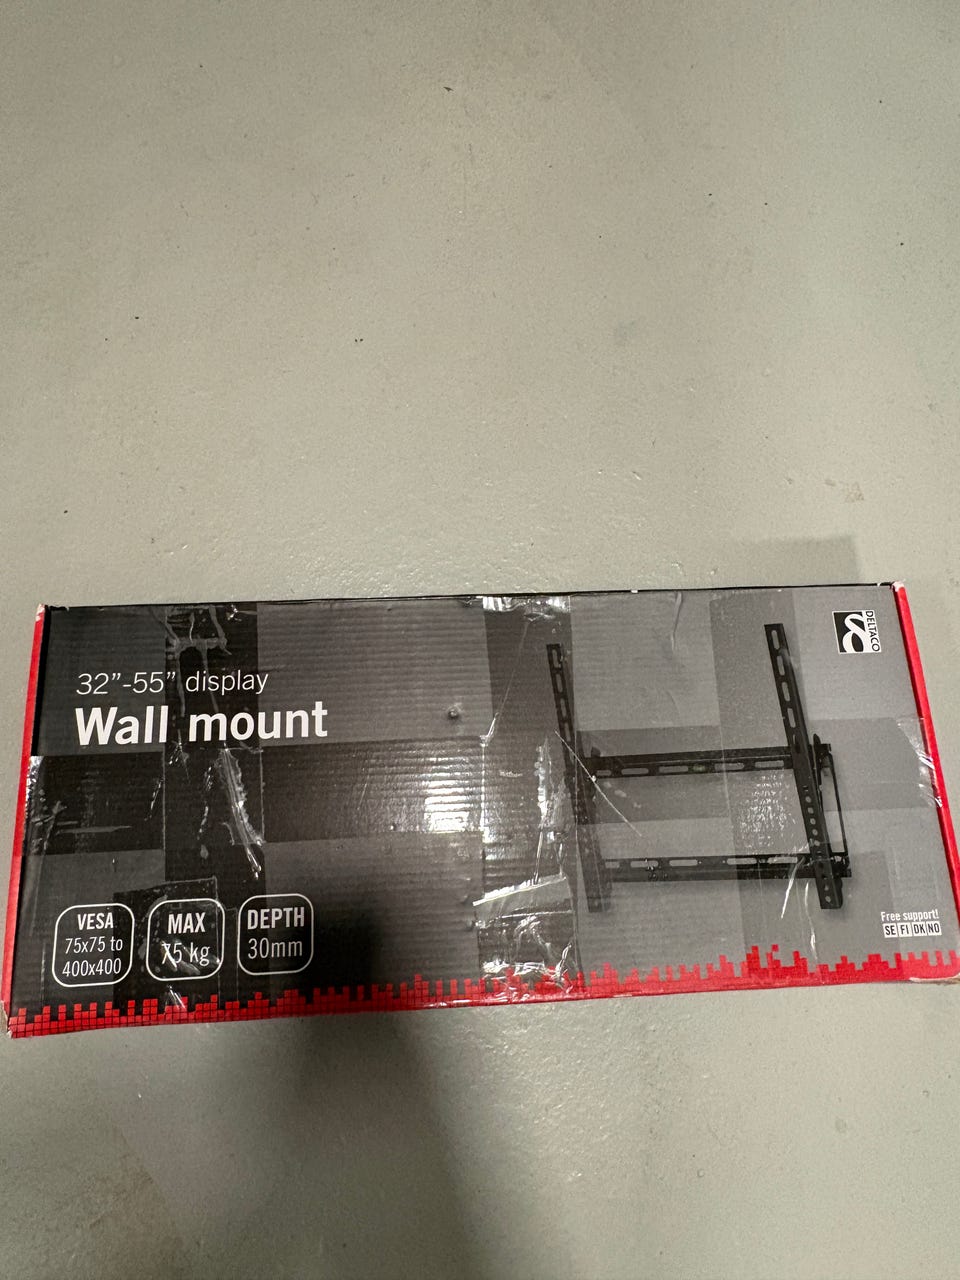 32”-55” display
Wall mount
DELTACO
VESA
75x75 to
400x400
MAX
75 kg
DEPTH
30mm
Free support!
SE FI DK NO